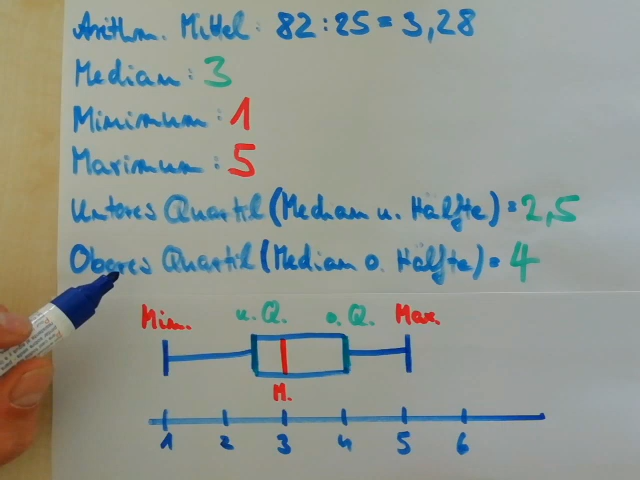 Arithm. Mittel: 82:25=3,28
Median: 3
Minimum: 1
Maximum: 5
Unteres Quartil (Median u. Hälfte)=2,5
Oberes Quartil (Median o. Hälfte)=4
Min. u.Q. o.Q. Max.
M.
1 2 3 4 5 6